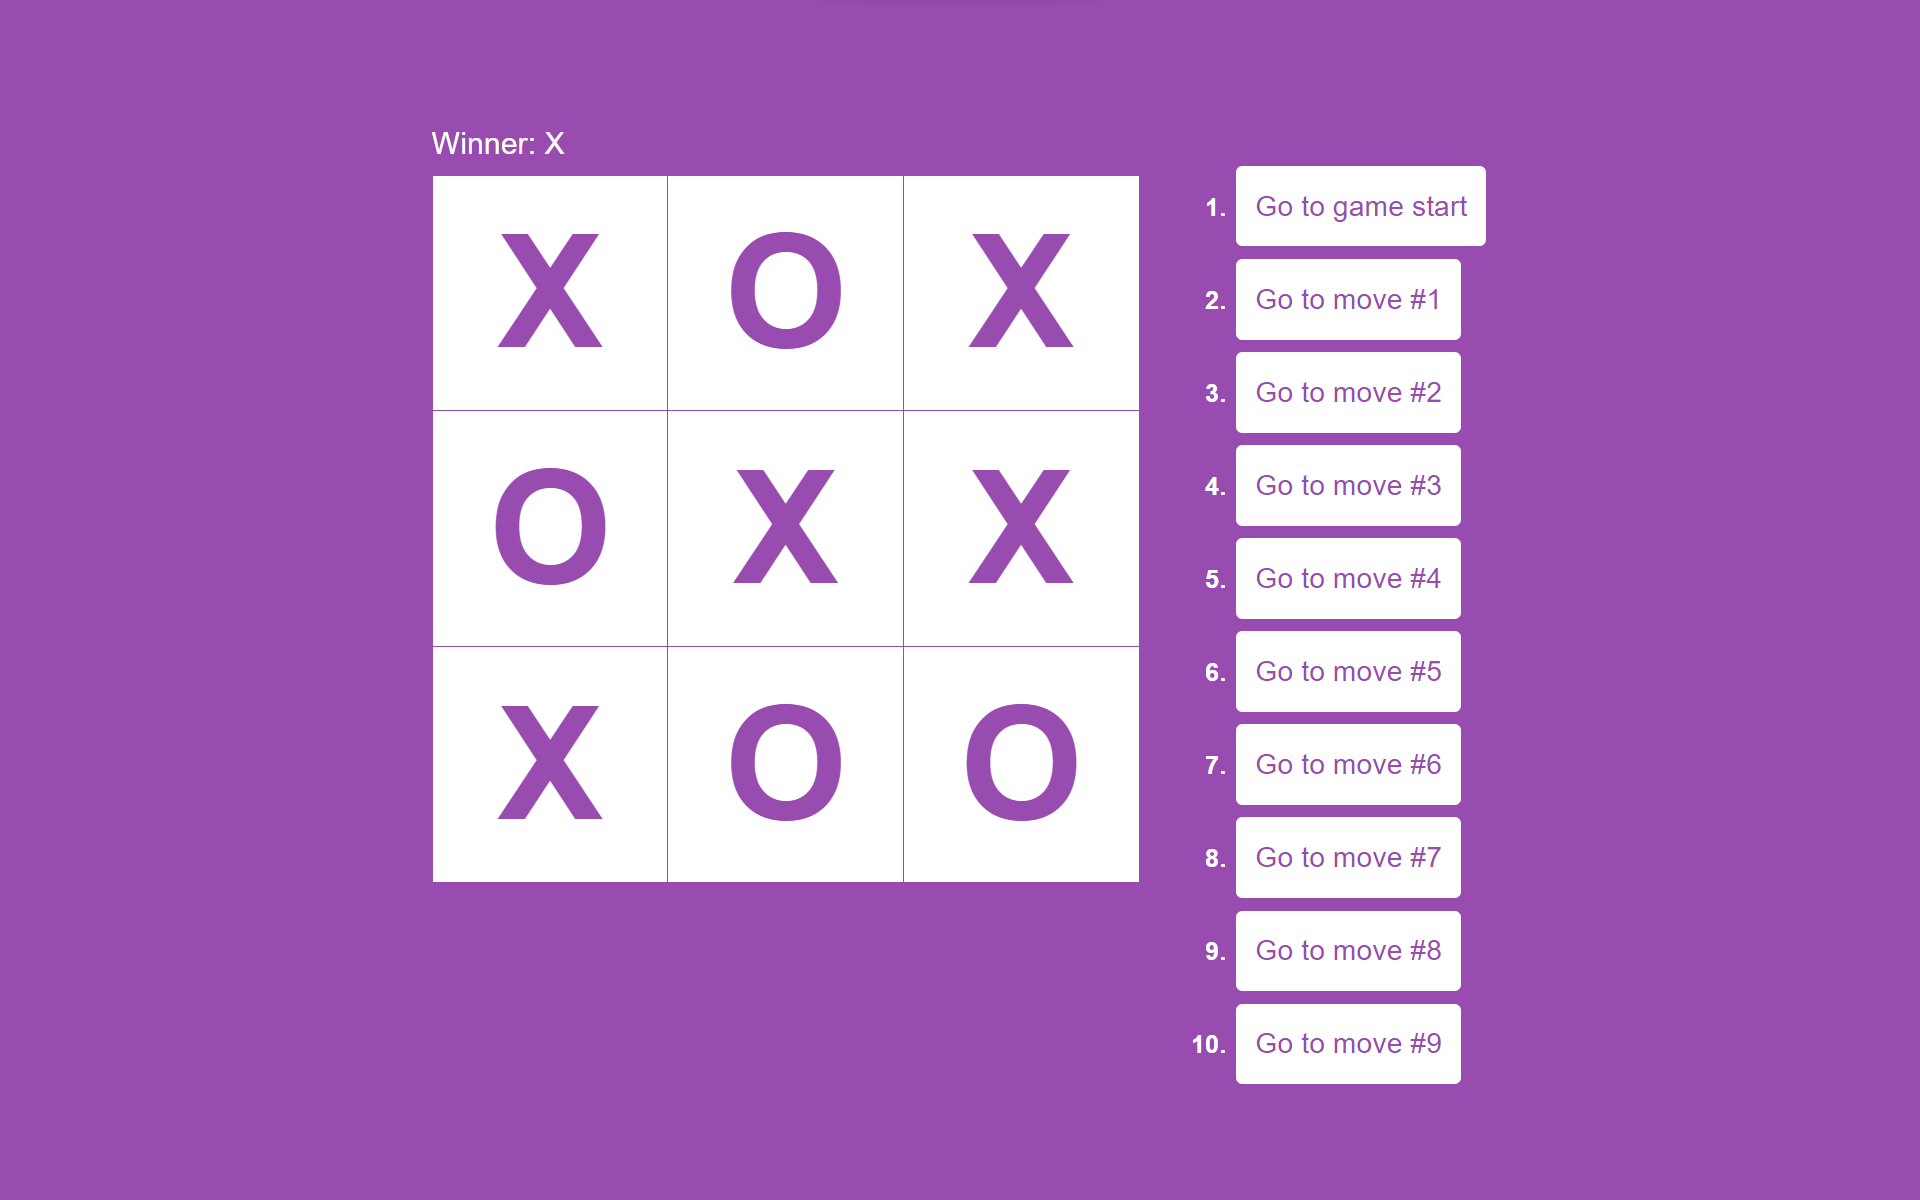 Winner: X
X O X
O X X
X O O
1. Go to game start
2. Go to move #1
3. Go to move #2
4. Go to move #3
5. Go to move #4
6. Go to move #5
7. Go to move #6
8. Go to move #7
9. Go to move #8
10. Go to move #9